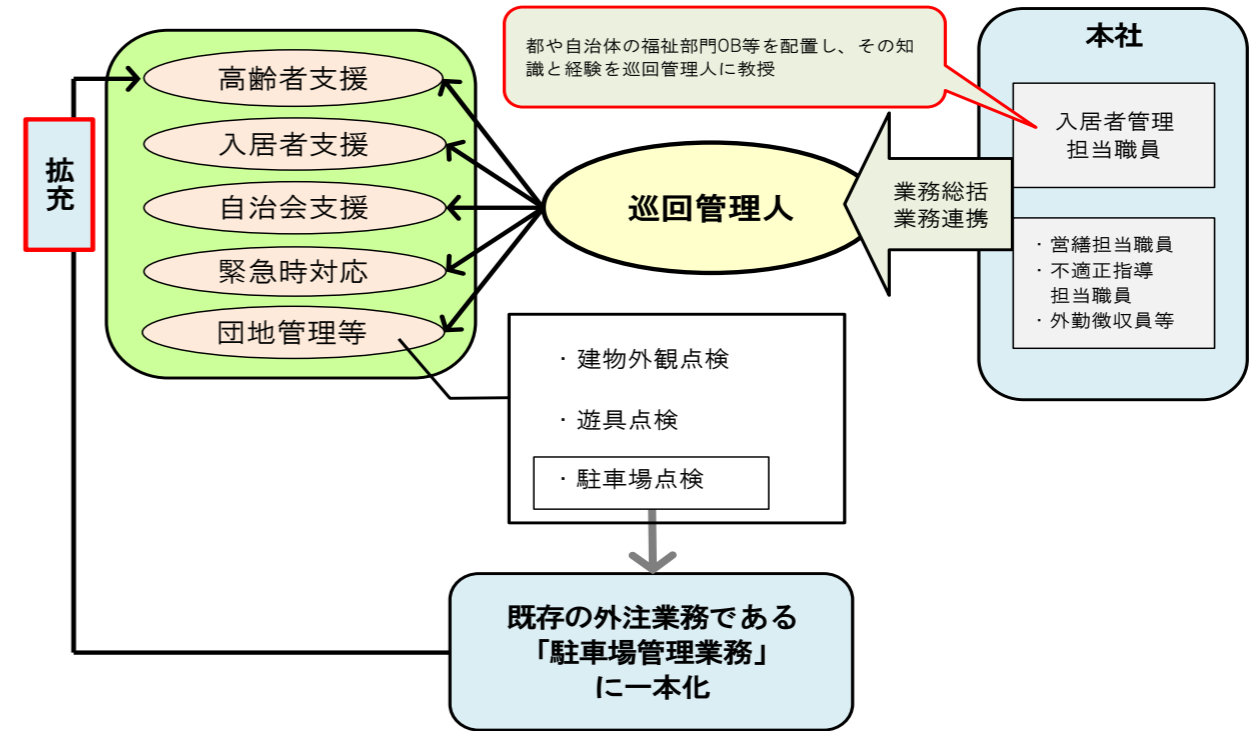 都や自治体の福祉部門OB等を配置し、その知
識と経験を巡回管理人に教授
本社
入居者管理
担当職員
・営繕担当職員
・不適正指導
担当職員
・外勤徴収員等
業務総括
業務連携
巡回管理人
高齢者支援
入居者支援
自治会支援
緊急時対応
団地管理等
拡充
・建物外観点検
・遊具点検
・駐車場点検
既存の外注業務である
「駐車場管理業務」
に一本化